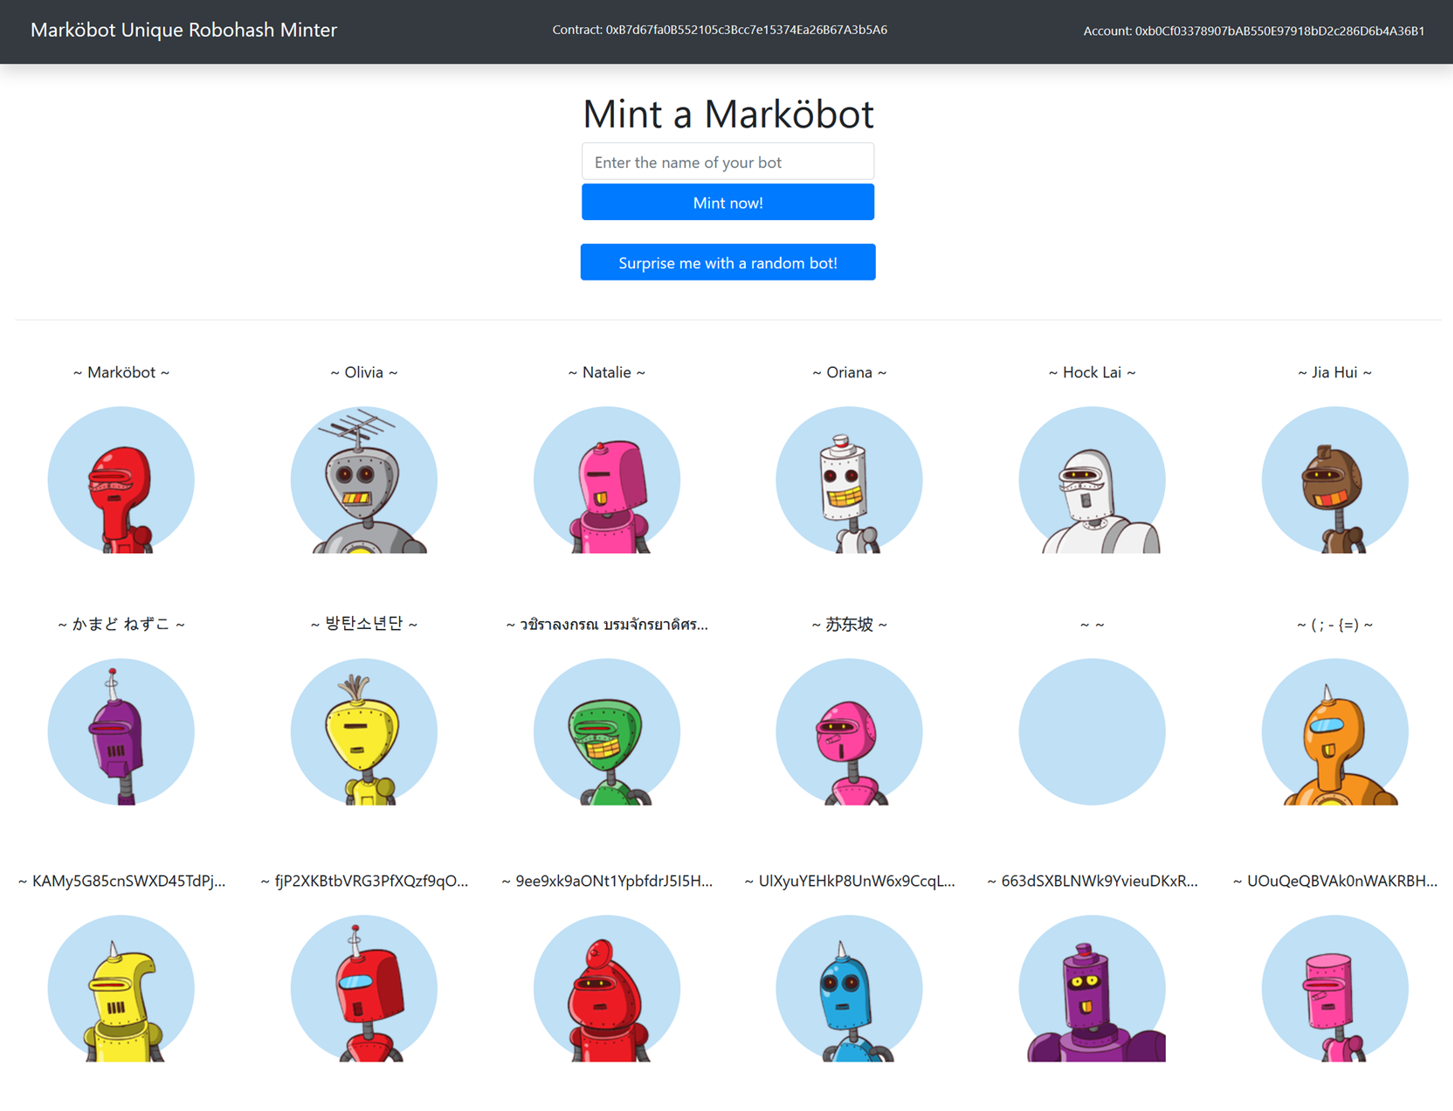 Marköbot Unique Robohash Minter
Contract: 0xB7d67fa0B552105c3Bcc7e15374Ea26B67A3b5A6
Account: 0xb0Cf03378907bAB550E97918bD2c286D6b4A36B1
Mint a Marköbot
Enter the name of your bot
Mint now!
Surprise me with a random bot!
~ Marköbot ~
~ Olivia ~
~ Natalie ~
~ Oriana ~
~ Hock Lai ~
~ Jia Hui ~
~ かまど ねずこ ~
~ 방탄소년단 ~
~ วชิราลงกรณ บรมจักรยาดิศร...
~ 苏东坡 ~
~ ~
~ ( ; - {=) ~
~ KAMy5G85cnSWXD45TdPj...
~ fjP2XKBtbVRG3PfXQzf9qO...
~ 9ee9xk9aONt1YpbfdrJ5I5H...
~ UlXyuYEHkP8UnW6x9CcqL...
~ 663dSXBLNWk9YvieuDKxR...
~ UOuQeQBVAk0nWAKRBH...